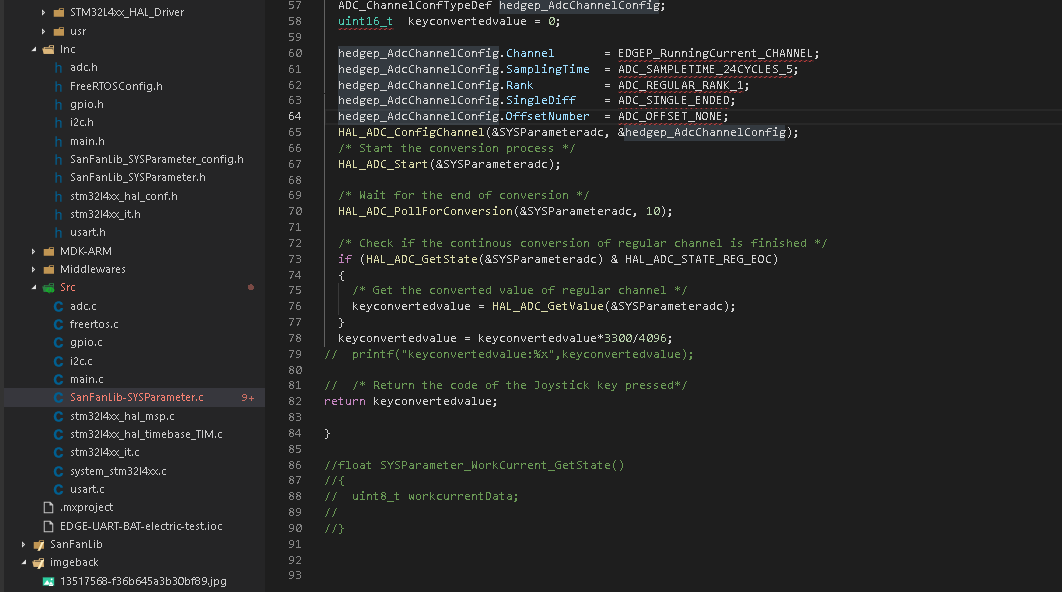 STM32L4xx_HAL_Driver
usr
Inc
h adc.h
h FreeRTOSConfig.h
h gpio.h
h i2c.h
h main.h
h SanFanLib_SYSParameter_config.h
h SanFanLib_SYSParameter.h
h stm32l4xx_hal_conf.h
h stm32l4xx_it.h
h usart.h
MDK-ARM
Middlewares
Src
C adc.c
C freertos.c
C gpio.c
C i2c.c
C main.c
C SanFanLib-SYSParameter.c 9+
C stm32l4xx_hal_msp.c
C stm32l4xx_hal_timebase_TIM.c
C stm32l4xx_it.c
C system_stm32l4xx.c
C usart.c
.mxproject
EDGE-UART-BAT-electric-test.ioc
SanFanLib
imgeback
13517568-f36b645a3b30bf89.jpg
57 ADC_ChannelConfTypeDef hedgep_AdcChannelConfig;
58 uint16_t keyconvertedvalue = 0;
59
60 hedgep_AdcChannelConfig.Channel = EDGEP_RunningCurrent_CHANNEL;
61 hedgep_AdcChannelConfig.SamplingTime = ADC_SAMPLETIME_24CYCLES_5;
62 hedgep_AdcChannelConfig.Rank = ADC_REGULAR_RANK_1;
63 hedgep_AdcChannelConfig.SingleDiff = ADC_SINGLE_ENDED;
64 hedgep_AdcChannelConfig.OffsetNumber = ADC_OFFSET_NONE;
65 HAL_ADC_ConfigChannel(&SYSParameteradc, &hedgep_AdcChannelConfig);
66 /* Start the conversion process */
67 HAL_ADC_Start(&SYSParameteradc);
68
69 /* Wait for the end of conversion */
70 HAL_ADC_PollForConversion(&SYSParameteradc, 10);
71
72 /* Check if the continous conversion of regular channel is finished */
73 if (HAL_ADC_GetState(&SYSParameteradc) & HAL_ADC_STATE_REG_EOC)
74 {
75 /* Get the converted value of regular channel */
76 keyconvertedvalue = HAL_ADC_GetValue(&SYSParameteradc);
77 }
78 keyconvertedvalue = keyconvertedvalue*3300/4096;
79 // printf("keyconvertedvalue:%x",keyconvertedvalue);
80
81 // /* Return the code of the Joystick key pressed*/
82 return keyconvertedvalue;
83
84 }
85
86 //float SYSParameter_WorkCurrent_GetState()
87 //{
88 // uint8_t workcurrentData;
89 //
90 //}
91
92
93